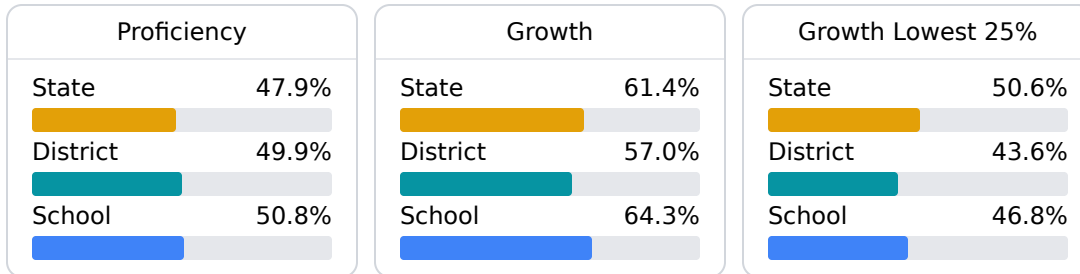 Proficiency
State 47.9%
District 49.9%
School 50.8%
Growth
State 61.4%
District 57.0%
School 64.3%
Growth Lowest 25%
State 50.6%
District 43.6%
School 46.8%